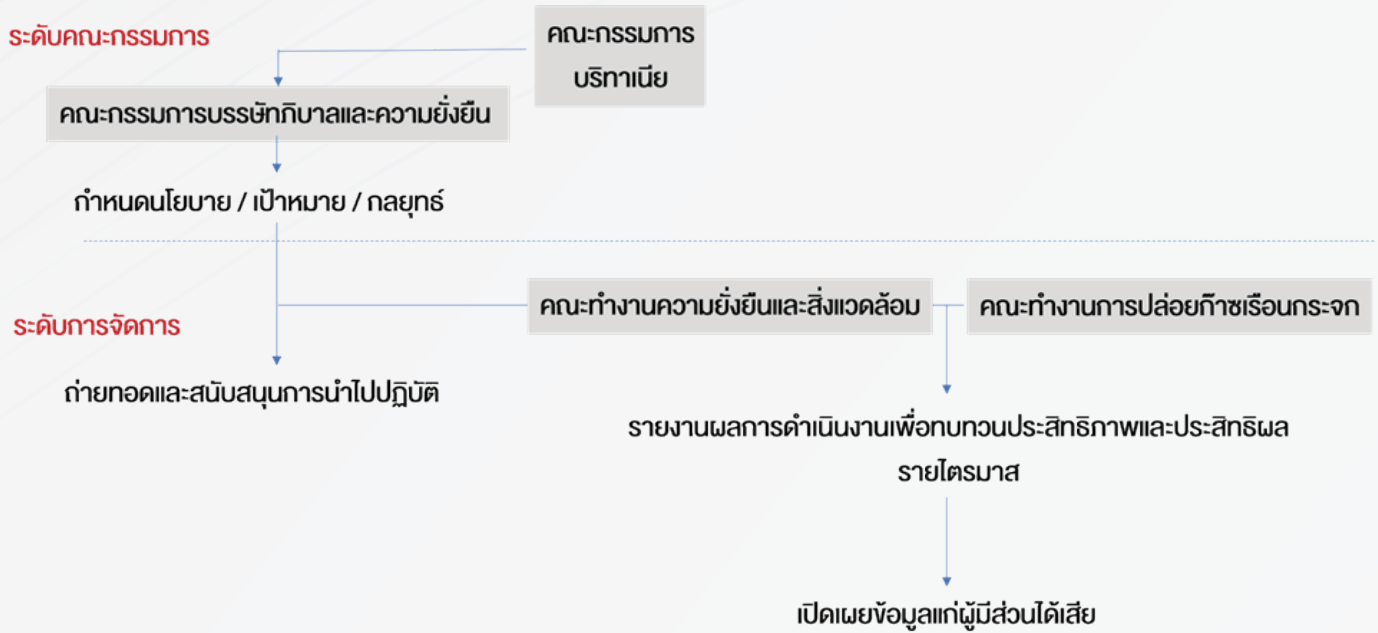 ระดับคณะกรรมการ
คณะกรรมการ
บริทาเนีย
คณะกรรมการบรรษัทภิบาลและความยั่งยืน
กำหนดนโยบาย / เป้าหมาย / กลยุทธ์
คณะทำงานความยั่งยืนและสิ่งแวดล้อม
คณะทำงานการปล่อยก๊าซเรือนกระจก
ระดับการจัดการ
ถ่ายทอดและสนับสนุนการนำไปปฏิบัติ
รายงานผลการดำเนินงานเพื่อทบทวนประสิทธิภาพและประสิทธิผล
รายไตรมาส
เปิดเผยข้อมูลแก่ผู้มีส่วนได้เสีย